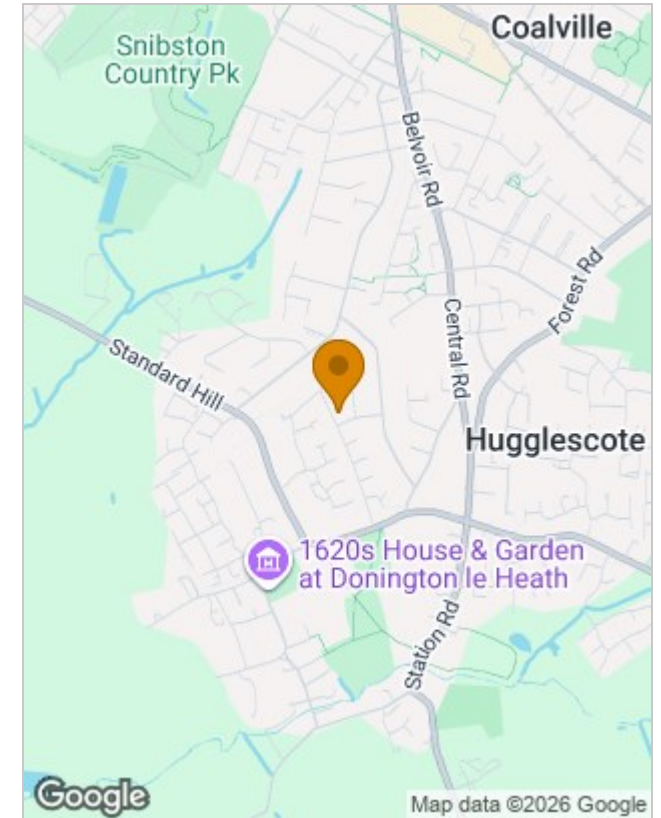 Coalville
Snibston
Country Pk
Belvoir Rd
Forest Rd
Central Rd
Standard Hill
Hugglescote
1620s House & Garden
at Donington le Heath
Station Rd
Google
Map data ©2026 Google